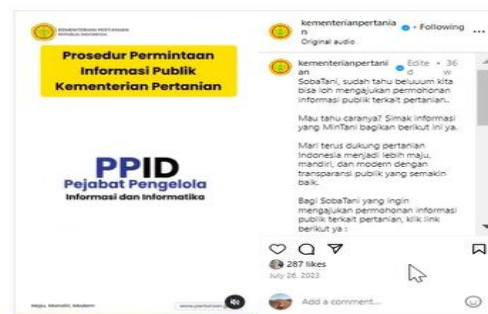 KEMENTERIAN PERTANIAN
REPUBLIK INDONESIA
Prosedur Permintaan
Informasi Publik
Kementerian Pertanian
PPID
Pejabat Pengelola
Informasi dan Informatika
Maju, Mandiri, Modern
kementerianpertania
n
• Following
Original audio
kementerianpertani
an
Edite • 36
d w
SobaTani, sudah tahu beluuum kita
bisa loh mengajukan permohonan
informasi publik terkait pertanian..
Mau tahu caranya? Simak informasi
yang MinTani bagikan berikut ini ya.
Mari terus dukung pertanian
Indonesia menjadi lebih maju,
mandiri, dan modern dengan
transparansi publik yang semakin
baik.
Bagi SobaTani yang ingin
mengajukan permohonan informasi
publik terkait pertanian, klik link
berikut ya :
287 likes
July 26, 2023
Add a comment...